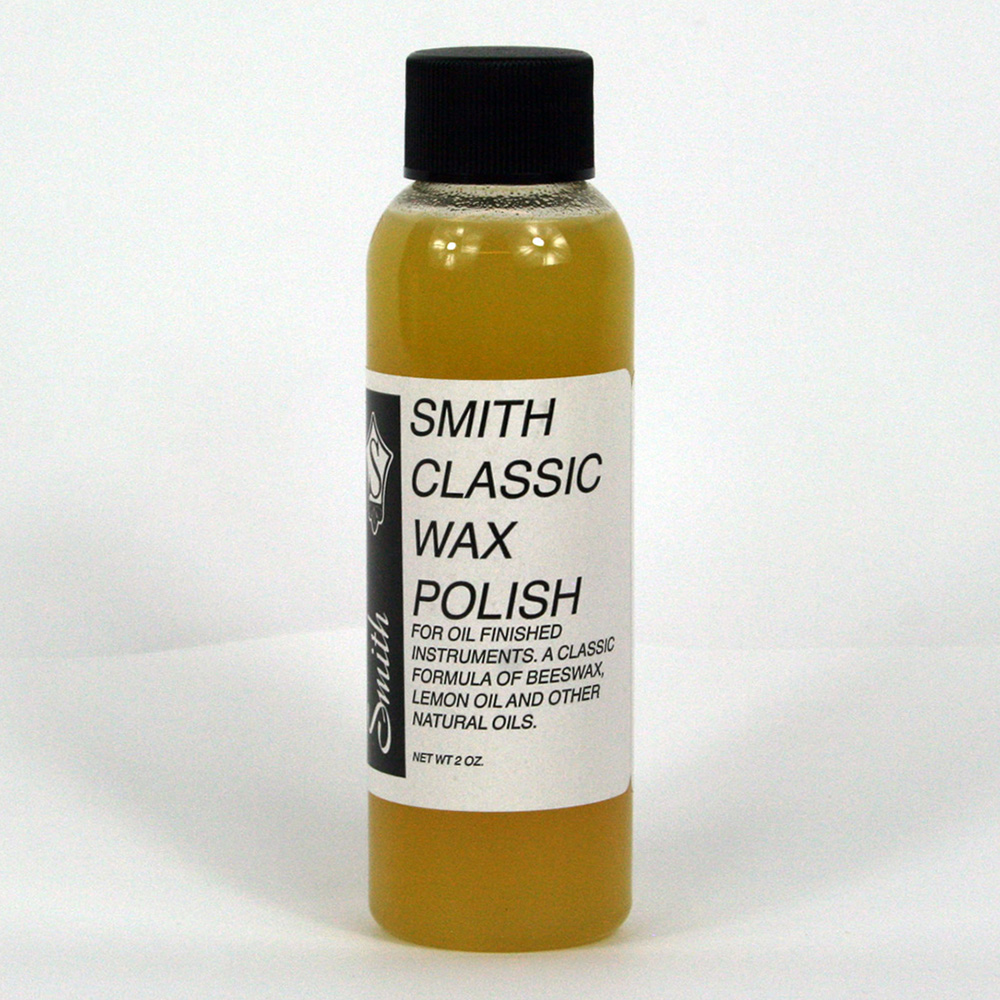 SMITH
CLASSIC
WAX
POLISH
FOR OIL FINISHED
INSTRUMENTS. A CLASSIC
FORMULA OF BEESWAX,
LEMON OIL AND OTHER
NATURAL OILS.
NET WT 2 OZ.
S
Smith